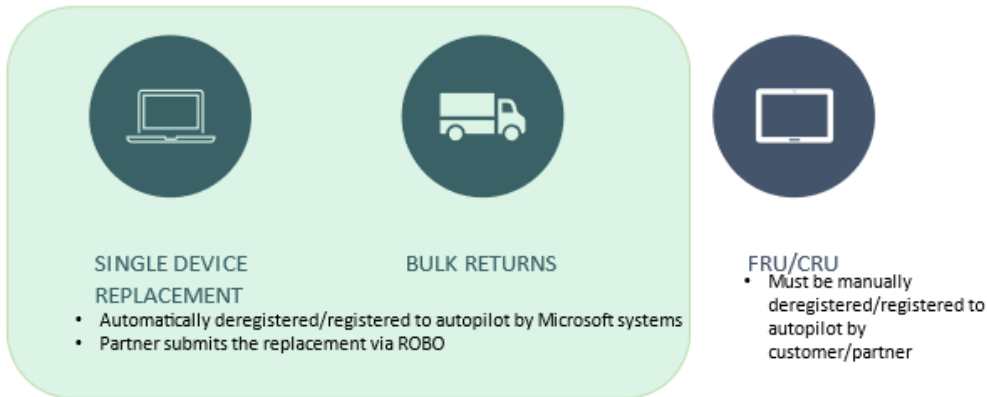 SINGLE DEVICE
REPLACEMENT
• Automatically deregistered/registered to autopilot by Microsoft systems
• Partner submits the replacement via ROBO
BULK RETURNS
FRU/CRU
• Must be manually
deregistered/registered to
autopilot by
customer/partner